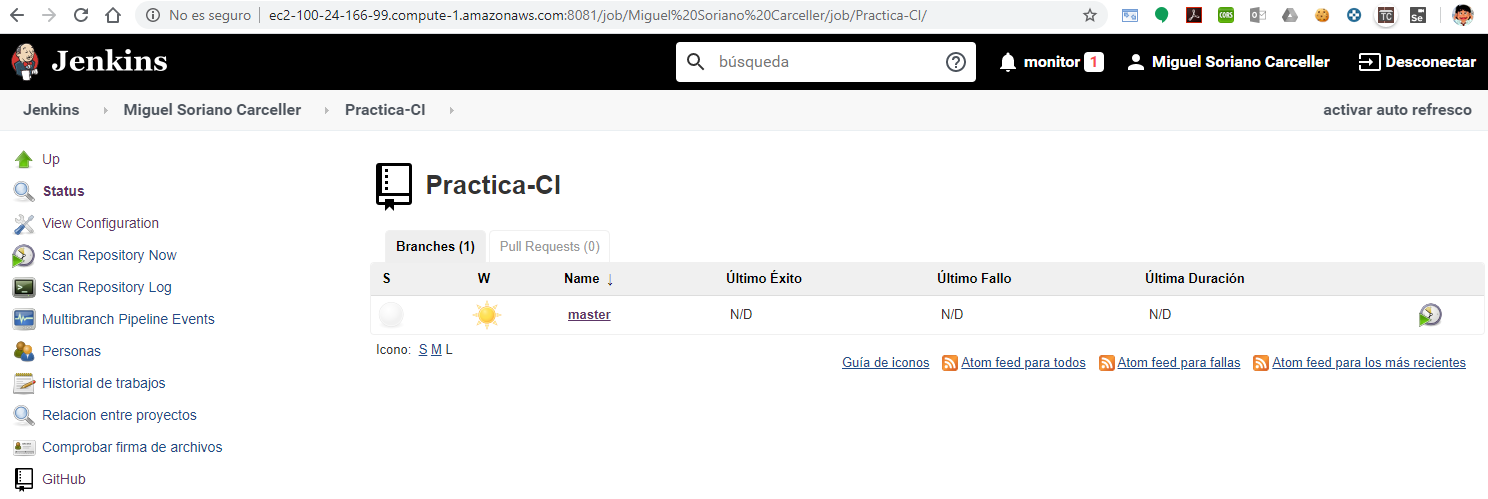 No es seguro ec2-100-24-166-99.compute-1.amazonaws.com:8081/job/Miguel%20Soriano%20Carceller/job/Practica-CI/
Jenkins búsqueda monitor 1 Miguel Soriano Carceller Desconectar
Jenkins Miguel Soriano Carceller Practica-CI activar auto refresco
Up
Status
View Configuration
Scan Repository Now
Scan Repository Log
Multibranch Pipeline Events
Personas
Historial de trabajos
Relacion entre proyectos
Comprobar firma de archivos
GitHub
Practica-CI
Branches (1) Pull Requests (0)
S W Name ↓ Último Éxito Último Fallo Última Duración
master N/D N/D N/D
Icono: S M L
Guía de iconos Atom feed para todos Atom feed para fallas Atom feed para los más recientes